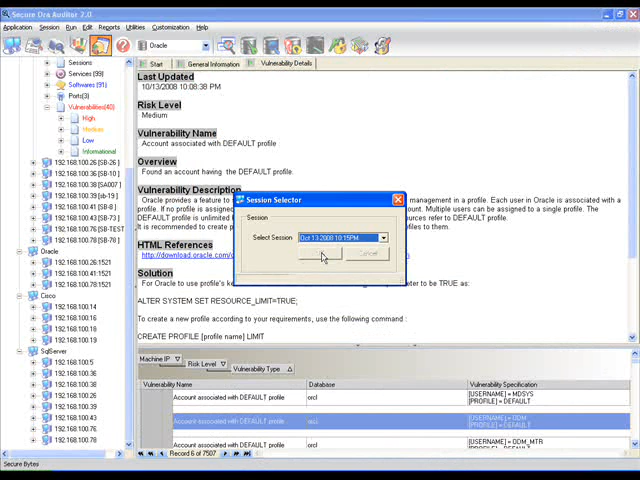 Secure Ora Auditor 2.0
Application Session Run Edit Reports Utilities Customization Help
Oracle
Start General Information Vulnerability Details
Sessions
Services (99)
Softwares (91)
Ports(3)
Vulnerabilities(40)
High
Medium
Low
Informational
192.168.100.26 [SB-26 ]
192.168.100.36 [SB-10 ]
192.168.100.38 [SA007 ]
192.168.100.39 [sb-19 ]
192.168.100.41 [SB-8 ]
192.168.100.43 [SB-73 ]
192.168.100.76 [SB-TEST
192.168.100.78 [SB-76 ]
Oracle
192.168.100.26:1521
192.168.100.21:1521
Cisco
192.168.100.14
192.168.100.16
192.168.100.18
192.168.100.19
SqlServer
192.168.100.5
192.168.100.36
192.168.100.38
192.168.100.26
192.168.100.39
192.168.100.43
192.168.100.76
192.168.100.78
Last Updated
10/13/2008 10:08:38 PM
Risk Level
Medium
Vulnerability Name
Account associated with DEFAULT profile
Overview
Found an account having the DEFAULT profile.
Vulnerability Description
Oracle provides a feature to management in a profile. Each user in Oracle is associated with a
profile. If no profile is assigned ount. Multiple users can be assigned to a single profile. The
DEFAULT profile is unlimited ources refer to DEFAULT profile.
It is recommended to create p ofiles to them.
HTML References
http://download.oracle.com/
Solution
For Oracle to use profile's ke ter to be TRUE as:
ALTER SYSTEM SET RESOURCE_LIMIT=TRUE;
To create a new profile according to your requirements, use the following command :
CREATE PROFILE [profile name] LIMIT
Session Selector
Session
Select Session Oct 13 2008 10:15PM
Cancel
Machine IP
Risk Level
Vulnerability Type
Vulnerability Name Database Vulnerability Specification
Account associated with DEFAULT profile orcl [USERNAME] = MDSYS
[PROFILE] = DEFAULT
Account associated with DEFAULT profile orcl [USERNAME] = ODM
[PROFILE] = DEFAULT
Account associated with DEFAULT profile orcl [USERNAME] = ODM_MTR
[PROFILE] = DEFAULT
Record 6 of 7507
Secure Bytes